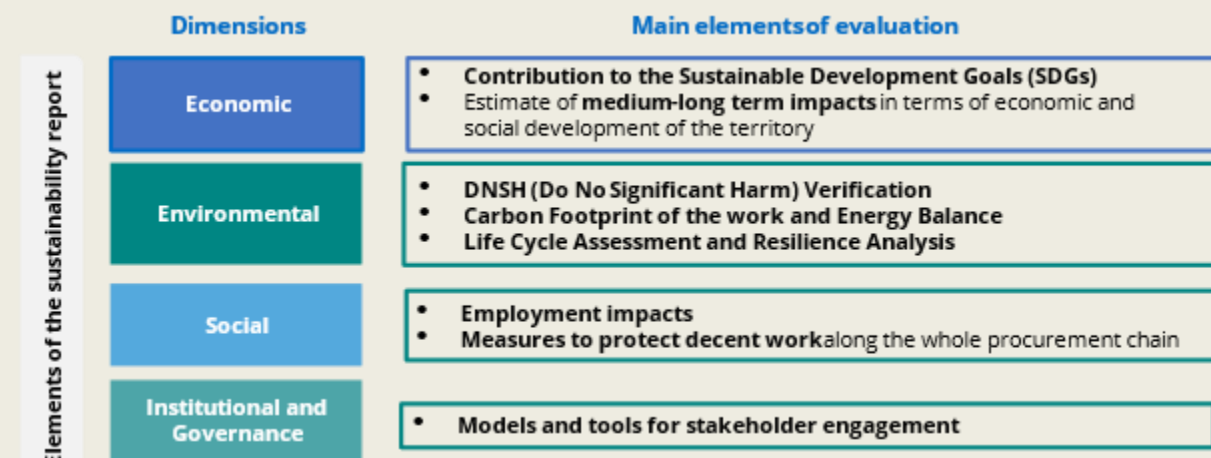 Dimensions
Main elementsof evaluation
Elements of the sustainability report
Economic
• Contribution to the Sustainable Development Goals (SDGs)
• Estimate of medium-long term impacts in terms of economic and
social development of the territory
Environmental
• DNSH (Do No Significant Harm) Verification
• Carbon Footprint of the work and Energy Balance
• Life Cycle Assessment and Resilience Analysis
Social
• Employment impacts
• Measures to protect decent workalong the whole procurement chain
Institutional and
Governance
• Models and tools for stakeholder engagement